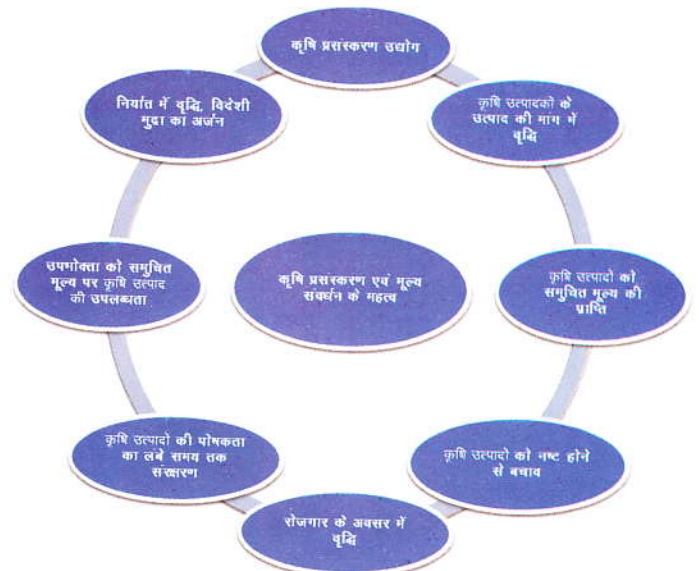 कृषि प्रसंस्करण उद्योग
कृषि उत्पादकों के
उत्पाद की मांग में
वृद्धि
कृषि उत्पादों को
समुचित मूल्य की
प्राप्ति
कृषि उत्पादों को नष्ट होने
से बचाव
रोजगार के अवसर में
वृद्धि
कृषि उत्पादों की पोषकता
का लंबे समय तक
संरक्षण
उपभोक्ता को समुचित
मूल्य पर कृषि उत्पाद
की उपलब्धता
निर्यात में वृद्धि, विदेशी
मुद्रा का अर्जन
कृषि प्रसंस्करण एवं मूल्य
संवर्धन के महत्व